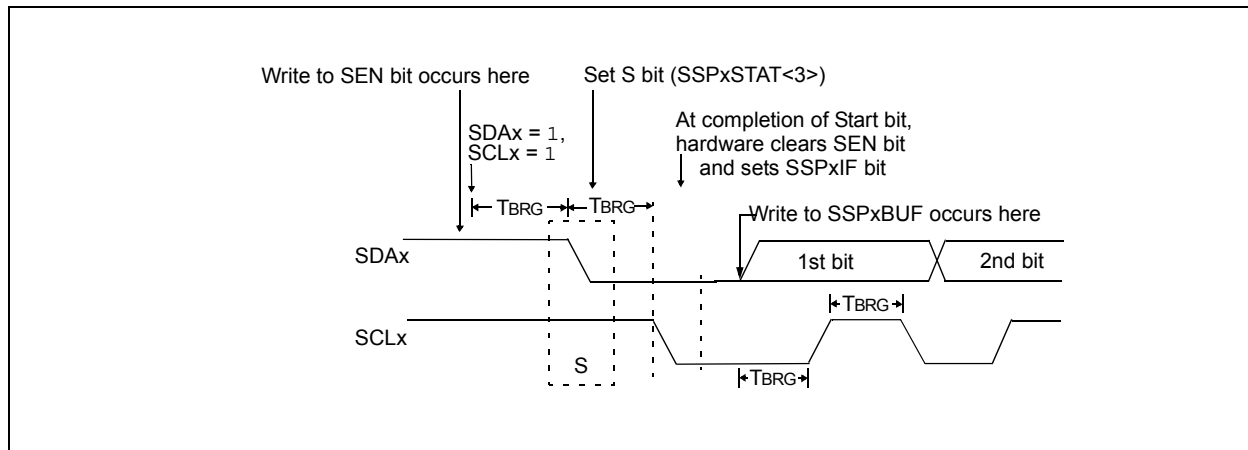 Write to SEN bit occurs here
Set S bit (SSPxSTAT<3>)
SDAx = 1,
SCLx = 1
At completion of Start bit,
hardware clears SEN bit
and sets SSPxIF bit
TBRG
TBRG
Write to SSPxBUF occurs here
SDAx
1st bit
2nd bit
TBRG
SCLx
S
TBRG